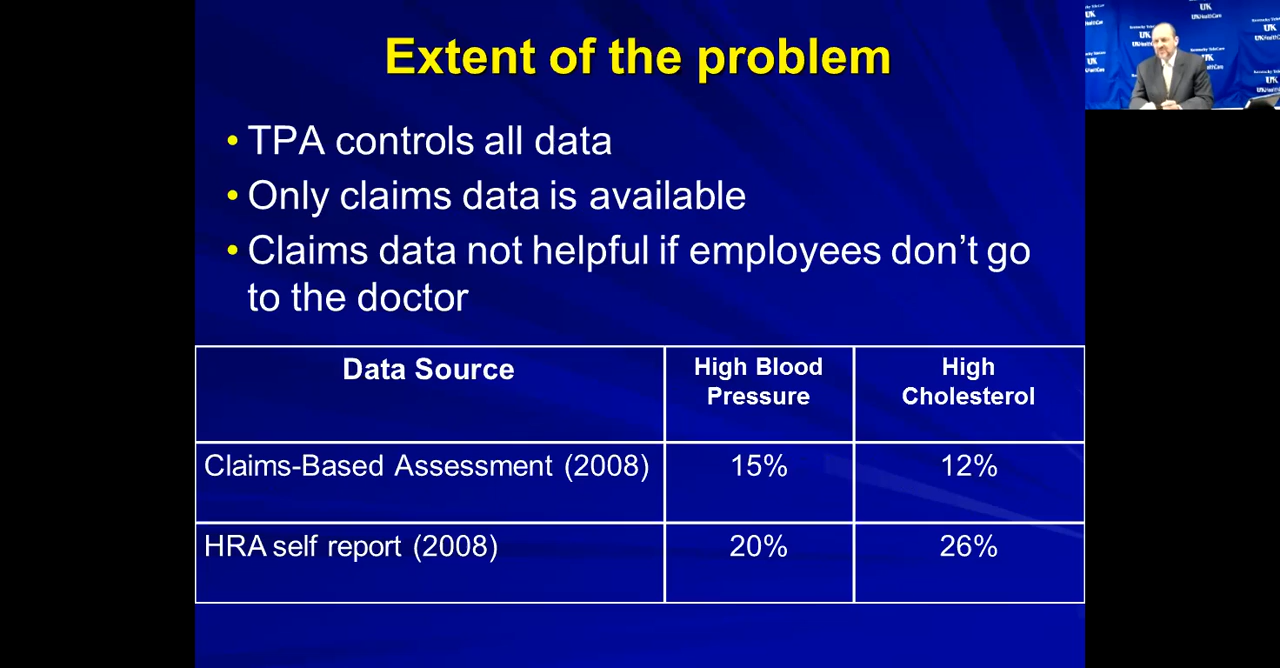 Extent of the problem
• TPA controls all data
• Only claims data is available
• Claims data not helpful if employees don’t go
to the doctor
Data Source
High Blood
Pressure
High
Cholesterol
Claims-Based Assessment (2008)
15%
12%
HRA self report (2008)
20%
26%
UK
UKHealthCare